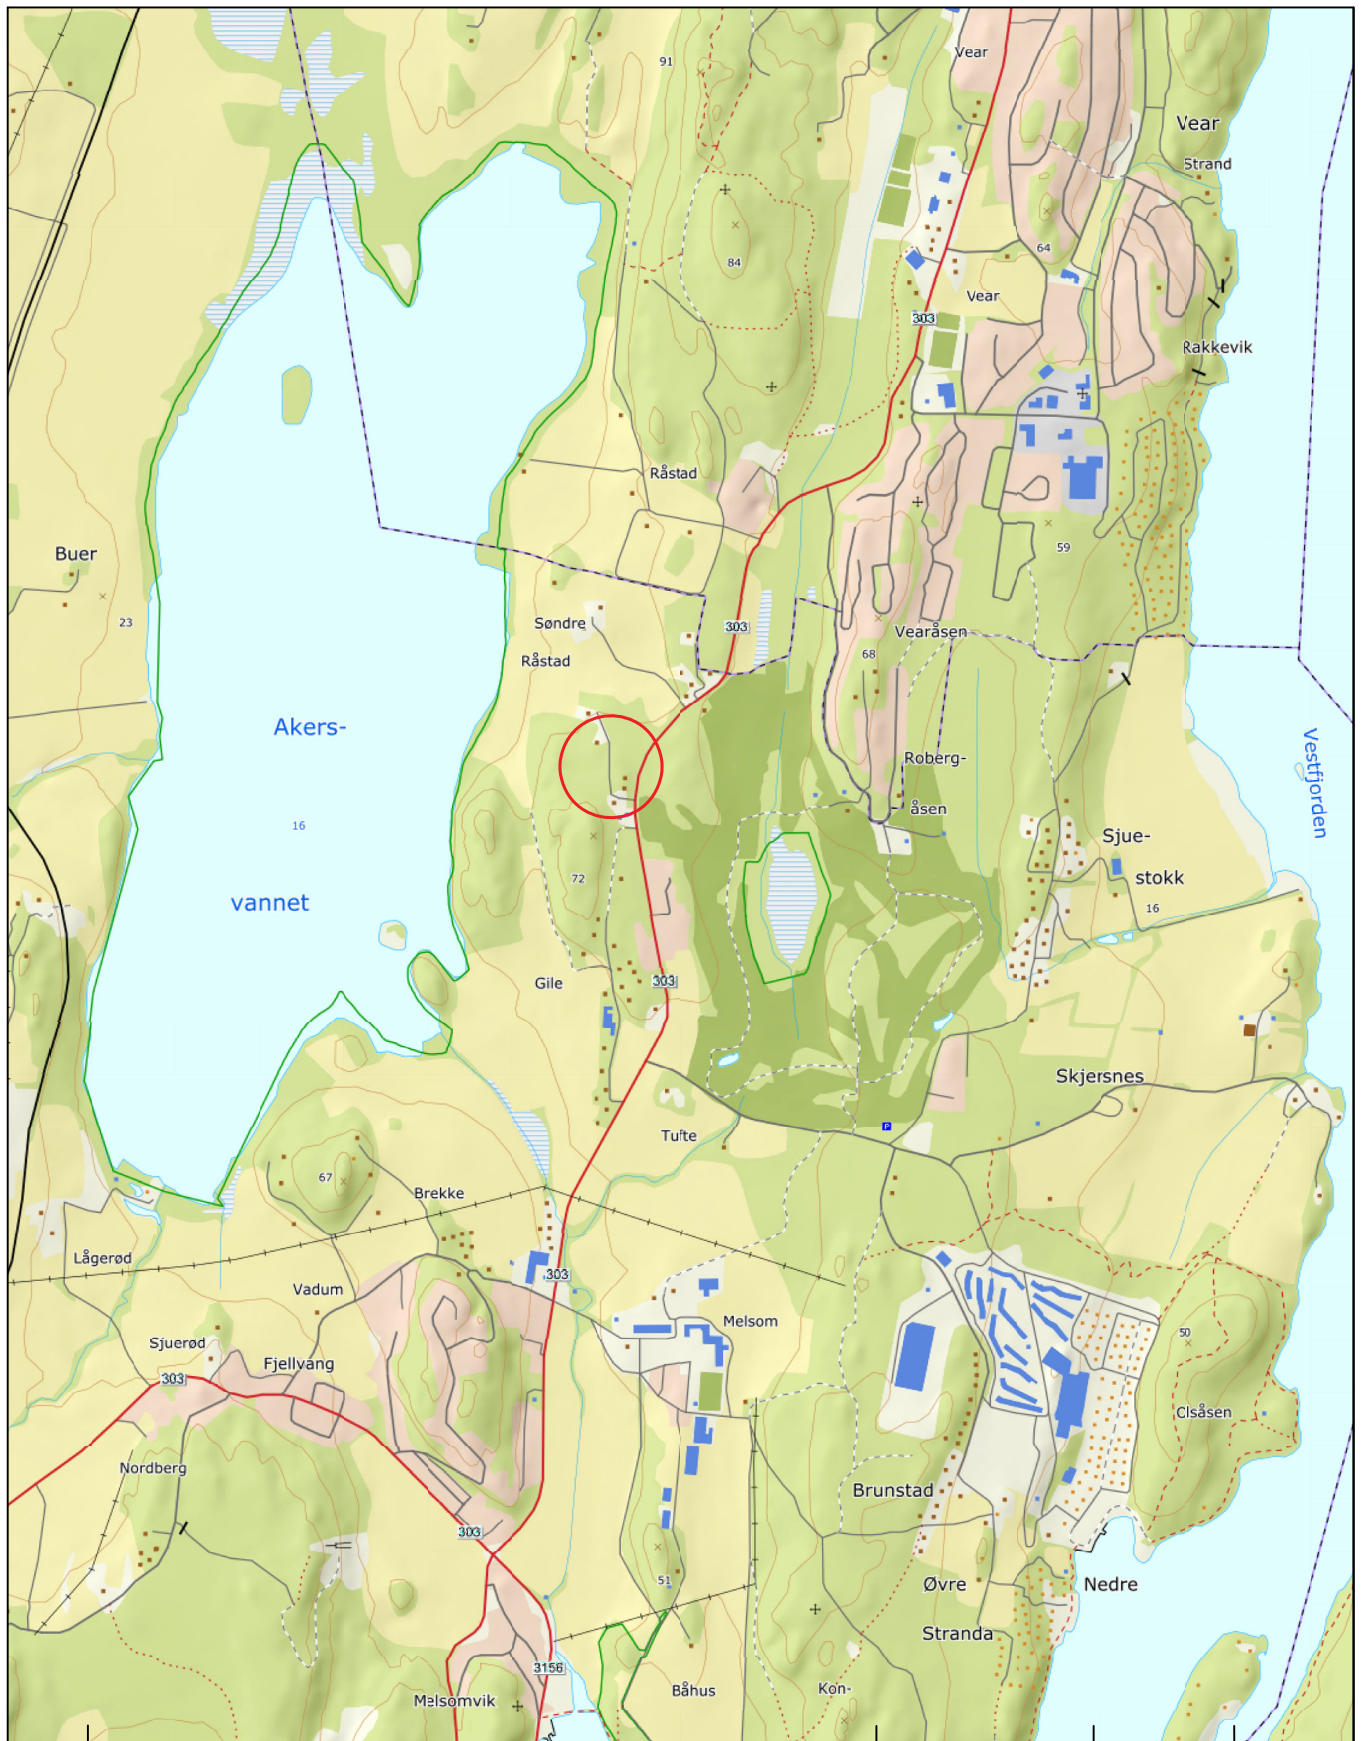 Vear
91
Vear
Strand
84
64
Vear
303
Rakkevik
Råstad
Buer
59
23
Søndre
303
Vearåsen
Råstad
68
Akers-
Roberg-
Vestfjorden
åsen
16
Sjue-
72
stokk
vannet
16
Gile
303
Skjersnes
P
Tufte
67
Brekke
Lågerød
303
Vadum
Melsom
50
Sjuerød
Fjellvang
303
Olsåsen
Nordberg
Brunstad
303
51
Øvre
Nedre
Stranda
3156
Båhus
Kon-
Melsomvik